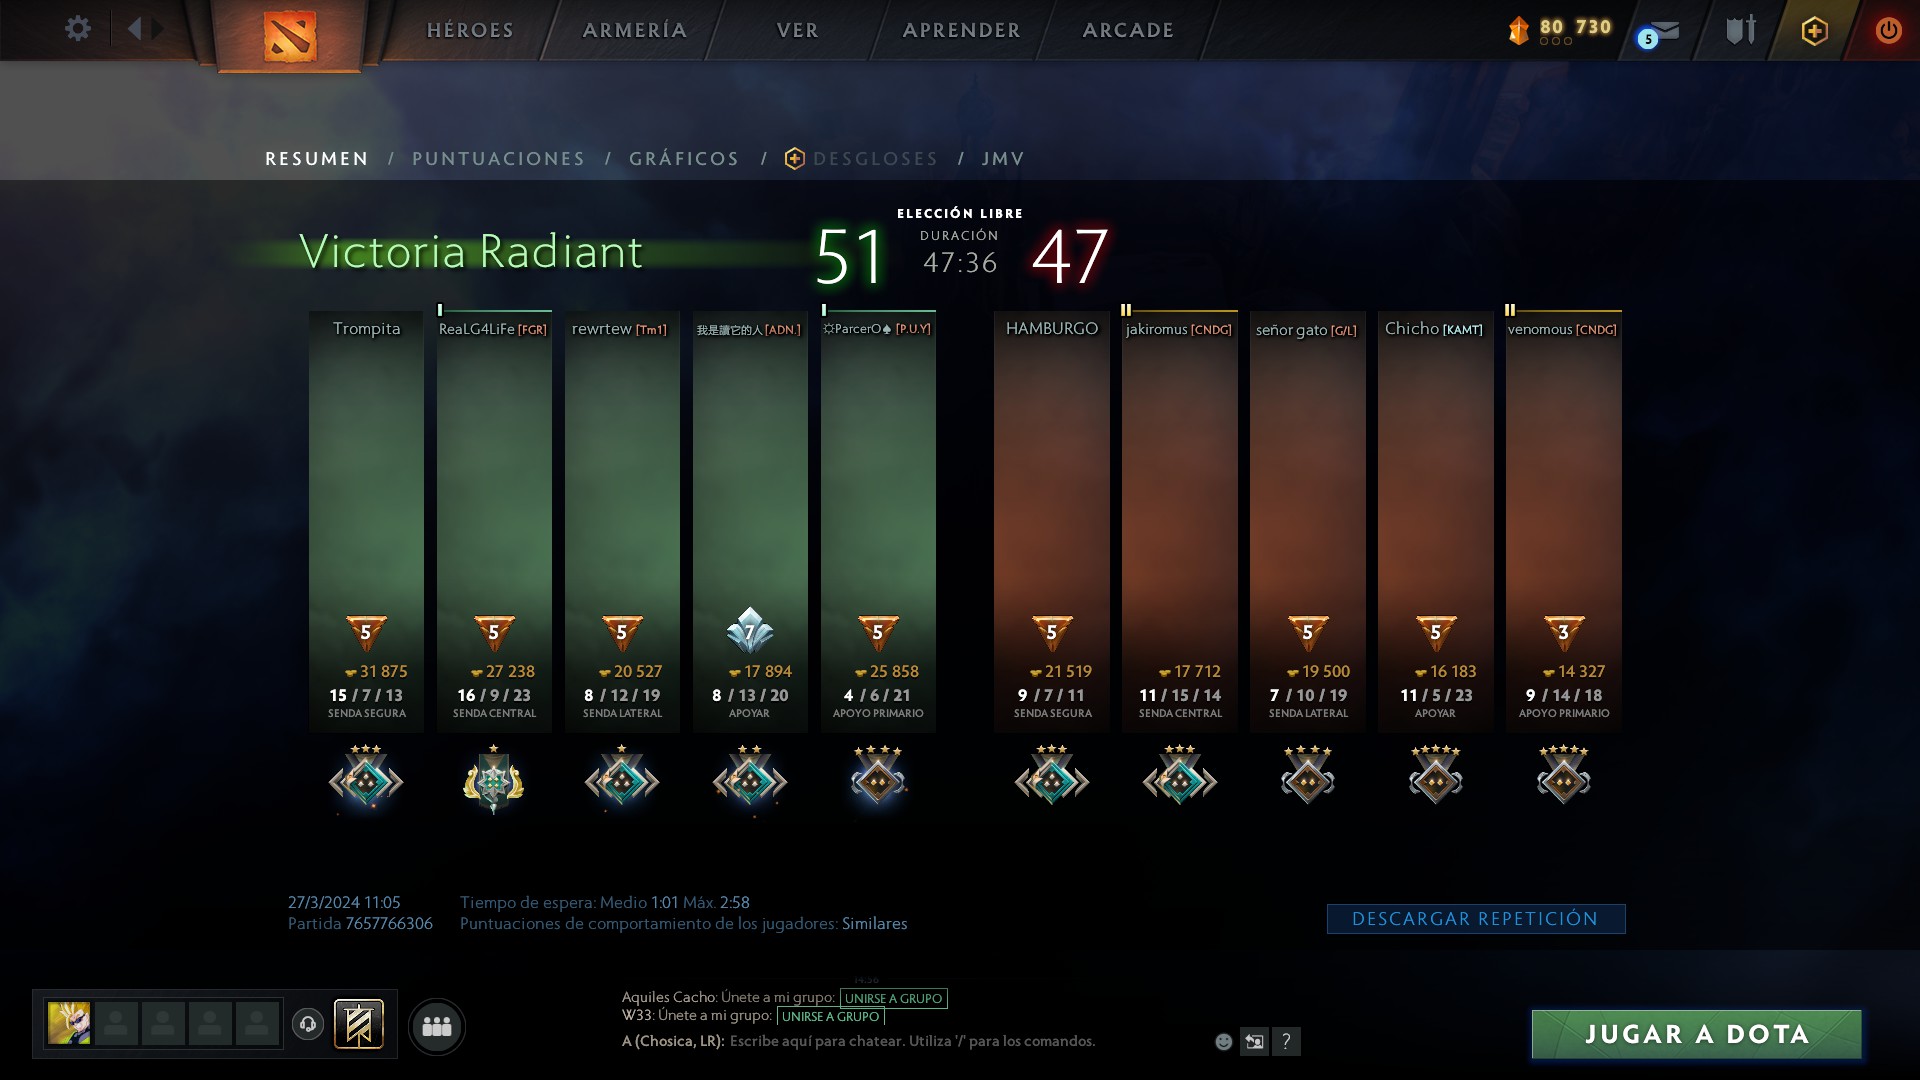 HÉROES
ARMERÍA
VER
APRENDER
ARCADE
80 730
5
RESUMEN / PUNTUACIONES / GRÁFICOS / DESGLOSES / JMV
ELECCIÓN LIBRE
Victoria Radiant
51
DURACIÓN
47:36
47
I
I
II
II
Trompita
ReaLG4LiFe [FGR]
rewrtew [Tm1]
我是讀它的人 [ADN.]
☼ParcerO♠ [P.U.Y]
HAMBURGO
jakiromus [CNDG]
señor gato [G/L]
Chicho [KAMT]
venomous [CNDG]
5
5
5
7
5
5
5
5
3
31 875
27 238
20 527
17 894
25 858
21 519
17 712
19 500
16 183
14 327
15 / 7 / 13
16 / 9 / 23
8 / 12 / 19
8 / 13 / 20
4 / 6 / 21
9 / 7 / 11
11 / 15 / 14
7 / 10 / 19
11 / 5 / 23
9 / 14 / 18
SENDA SEGURA
SENDA CENTRAL
SENDA LATERAL
APOYAR
APOYO PRIMARIO
SENDA SEGURA
SENDA CENTRAL
SENDA LATERAL
APOYAR
APOYO PRIMARIO
27/3/2024 11:05
Tiempo de espera: Medio 1:01 Máx. 2:58
Partida 7657766306
Puntuaciones de comportamiento de los jugadores: Similares
DESCARGAR REPETICIÓN
Aquiles Cacho: Únete a mi grupo: UNIRSE A GRUPO
W33: Únete a mi grupo: UNIRSE A GRUPO
A (Chosica, LR): Escribe aquí para chatear. Utiliza '/' para los comandos.
?
JUGAR A DOTA